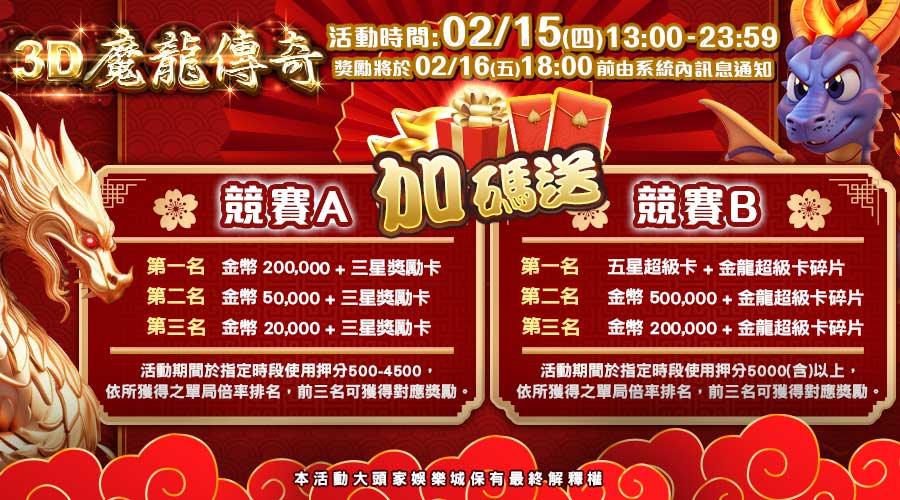 3D魔龍傳奇
活動時間:02/15(四)13:00-23:59
獎勵將於02/16(五)18:00前由系統內訊息通知
加碼送
競賽A
第一名 金幣 200,000 + 三星獎勵卡
第二名 金幣 50,000 + 三星獎勵卡
第三名 金幣 20,000 + 三星獎勵卡
活動期間於指定時段使用押分500-4500，
依所獲得之單局倍率排名，前三名可獲得對應獎勵。
競賽B
第一名 五星超級卡 + 金龍超級卡碎片
第二名 金幣 500,000 + 金龍超級卡碎片
第三名 金幣 200,000 + 金龍超級卡碎片
活動期間於指定時段使用押分5000(含)以上，
依所獲得之單局倍率排名，前三名可獲得對應獎勵。
本活動大頭家娛樂城保有最終解釋權